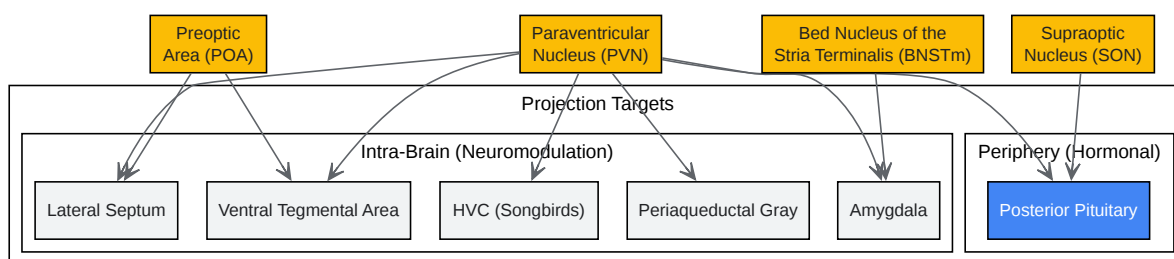 Preoptic
Area (POA)
Paraventricular
Nucleus (PVN)
Bed Nucleus of the
Stria Terminalis (BNSTm)
Supraoptic
Nucleus (SON)
Projection Targets
Intra-Brain (Neuromodulation)
Periphery (Hormonal)
Lateral Septum
Ventral Tegmental Area
HVC (Songbirds)
Periaqueductal Gray
Amygdala
Posterior Pituitary